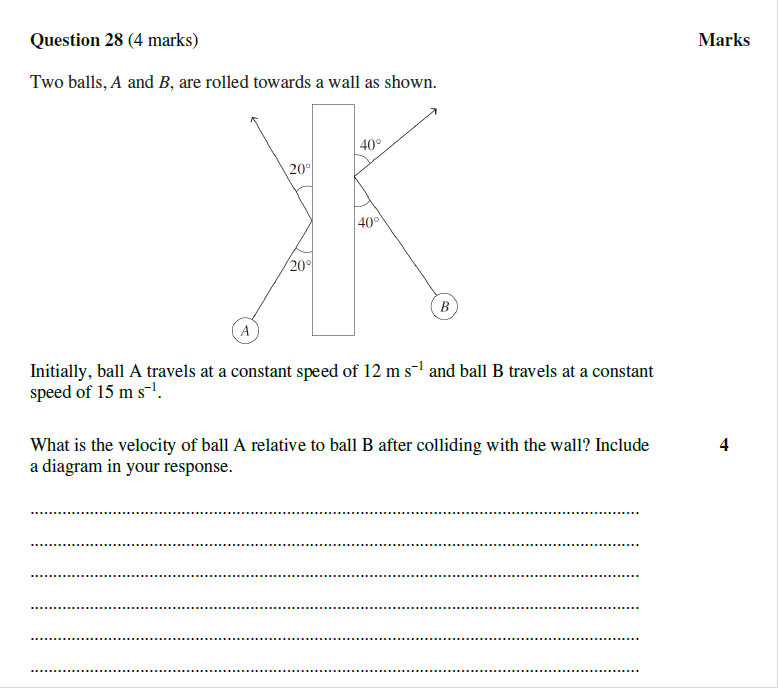 Question 28 (4 marks) Marks
Two balls, A and B, are rolled towards a wall as shown.
40°
20°
40°
20°
B
A
Initially, ball A travels at a constant speed of 12 m s⁻¹ and ball B travels at a constant
speed of 15 m s⁻¹.
What is the velocity of ball A relative to ball B after colliding with the wall? Include 4
a diagram in your response.